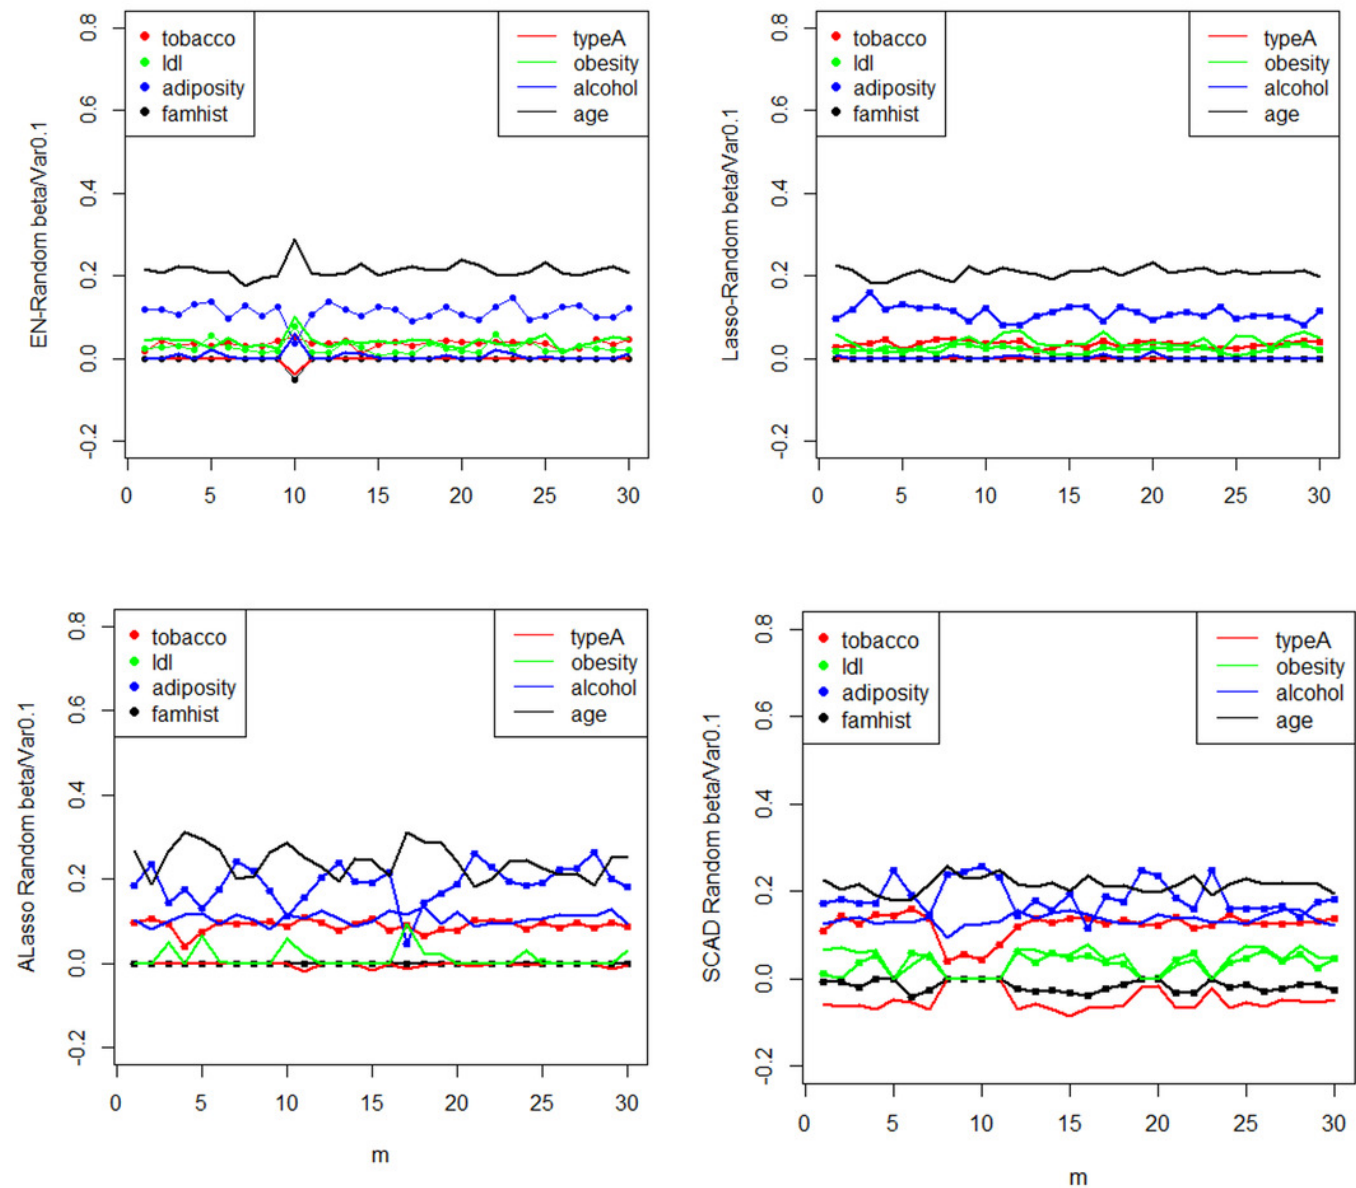 EN-Random beta/Var0.1
0.8
0.6
0.4
0.2
0.0
-0.2
tobacco
ldl
adiposity
famhist
typeA
obesity
alcohol
age
0 5 10 15 20 25 30
Lasso-Random beta/Var0.1
0.8
0.6
0.4
0.2
0.0
-0.2
tobacco
ldl
adiposity
famhist
typeA
obesity
alcohol
age
0 5 10 15 20 25 30
ALasso Random beta/Var0.1
0.8
0.6
0.4
0.2
0.0
-0.2
tobacco
ldl
adiposity
famhist
typeA
obesity
alcohol
age
0 5 10 15 20 25 30
m
SCAD Random beta/Var0.1
0.8
0.6
0.4
0.2
0.0
-0.2
tobacco
ldl
adiposity
famhist
typeA
obesity
alcohol
age
0 5 10 15 20 25 30
m